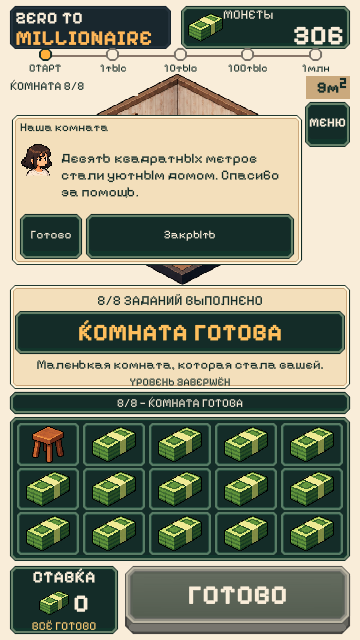 ZERO TO
MILLIONAIRE
МОНЕТЫ
306
СТАРТ
1тыс
10тыс
100тыс
1млн
КОМНАТА 8/8
9м²
МЕНЮ
Наша комната
Девять квадратных метров
стали уютным домом. Спасибо
за помощь.
Готово
Закрыть
8/8 ЗАДАНИЙ ВЫПОЛНЕНО
КОМНАТА ГОТОВА
Маленькая комната, которая стала вашей.
УРОВЕНЬ ЗАВЕРШЁН
8/8 - КОМНАТА ГОТОВА
СТАВКА
0
ВСЁ ГОТОВО
ГОТОВО